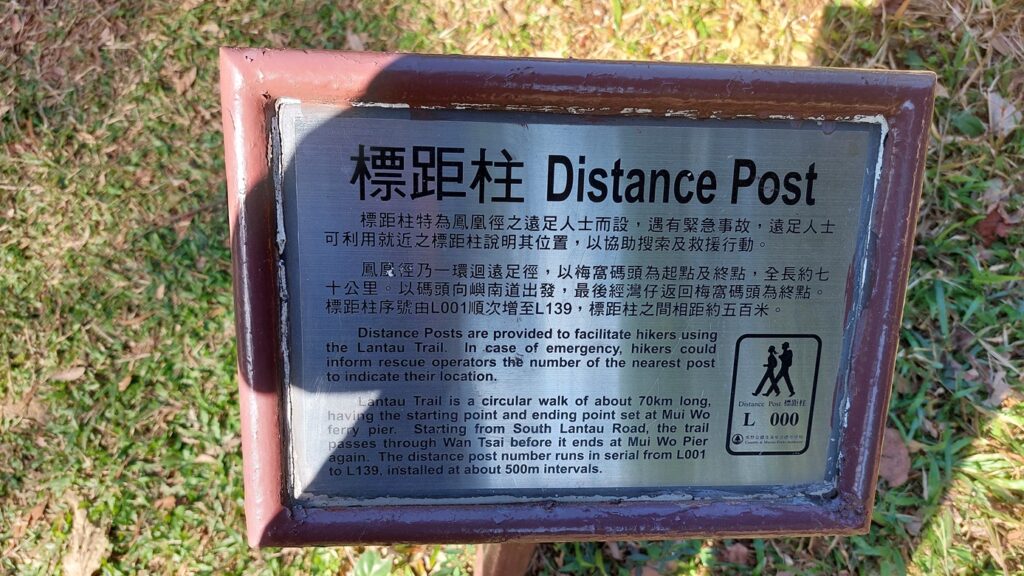 標距柱 Distance Post
標距柱特為鳳凰徑之遠足人士而設，遇有緊急事故，遠足人士
可利用就近之標距柱說明其位置，以協助搜索及救援行動。
鳳凰徑乃一環迴遠足徑，以梅窩碼頭為起點及終點，全長約七
十公里。以碼頭向嶼南道出發，最後經灣仔返回梅窩碼頭為終點。
標距柱序號由L001順次增至L139，標距柱之間相距約五百米。
Distance Posts are provided to facilitate hikers using
the Lantau Trail. In case of emergency, hikers could
inform rescue operators the number of the nearest post
to indicate their location.
Lantau Trail is a circular walk of about 70km long,
having the starting point and ending point set at Mui Wo
ferry pier. Starting from South Lantau Road, the trail
passes through Wan Tsai before it ends at Mui Wo Pier
again. The distance post number runs in serial from L001
to L139, installed at about 500m intervals.
Distance Post 標距柱
L 000